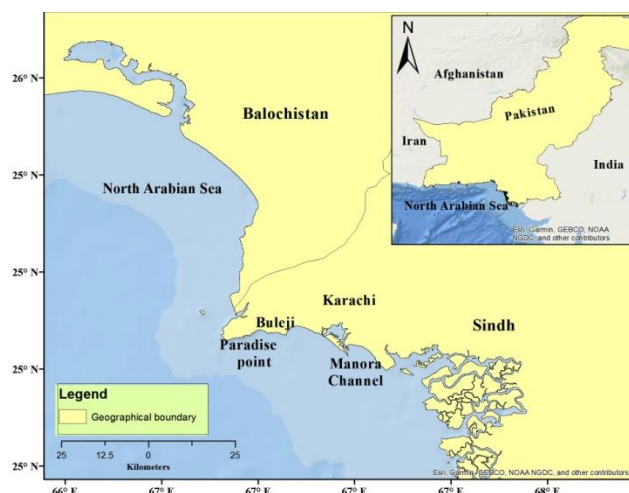 N
Afghanistan
Pakistan
Iran
India
North Arabian Sea
Esri, Garmin, GEBCO, NOAA
NGDC, and other contributors
26° N
Balochistan
25° N
North Arabian Sea
25° N
Karachi
Buleji
Sindh
Paradise
point
Manora
Channel
25° N
Legend
Geographical boundary
25 12.5 0 25
Kilometers
25° N
Esri, Garmin, GEBCO, NOAA NGDC, and other contributors
66° E
67° E
67° E
67° E
68° E